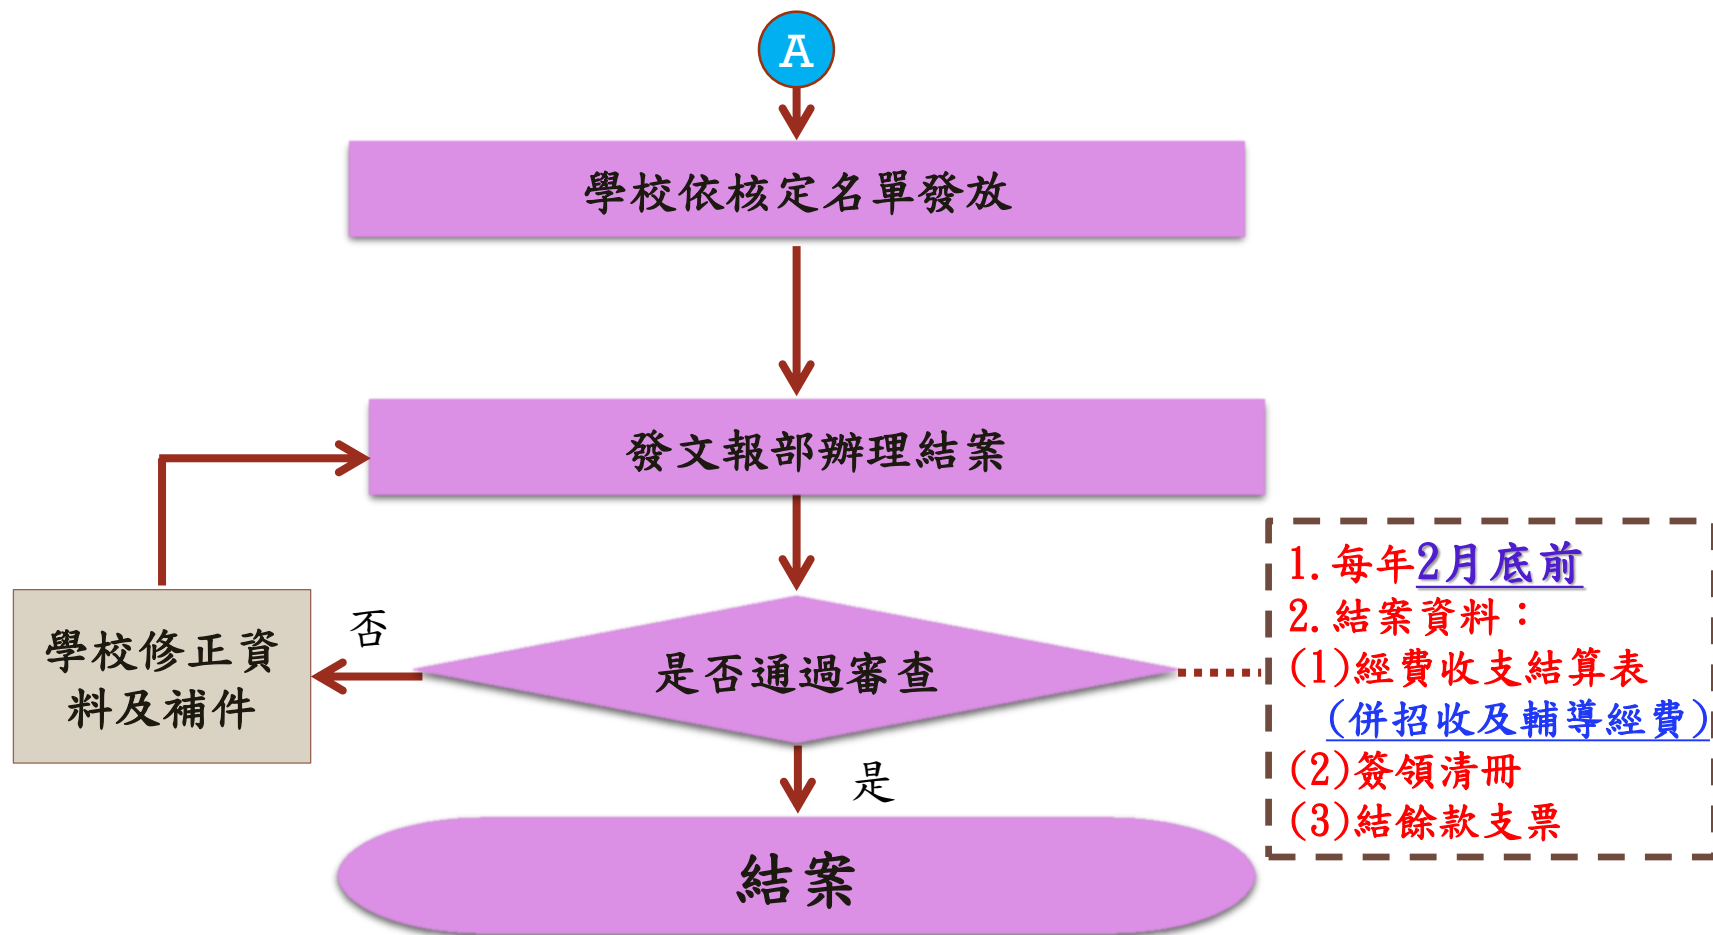 A
學校依核定名單發放
發文報部辦理結案
1.每年2月底前
2.結案資料：
(1)經費收支結算表
(併招收及輔導經費)
(2)簽領清冊
(3)結餘款支票
否
學校修正資
料及補件
是否通過審查
是
結案